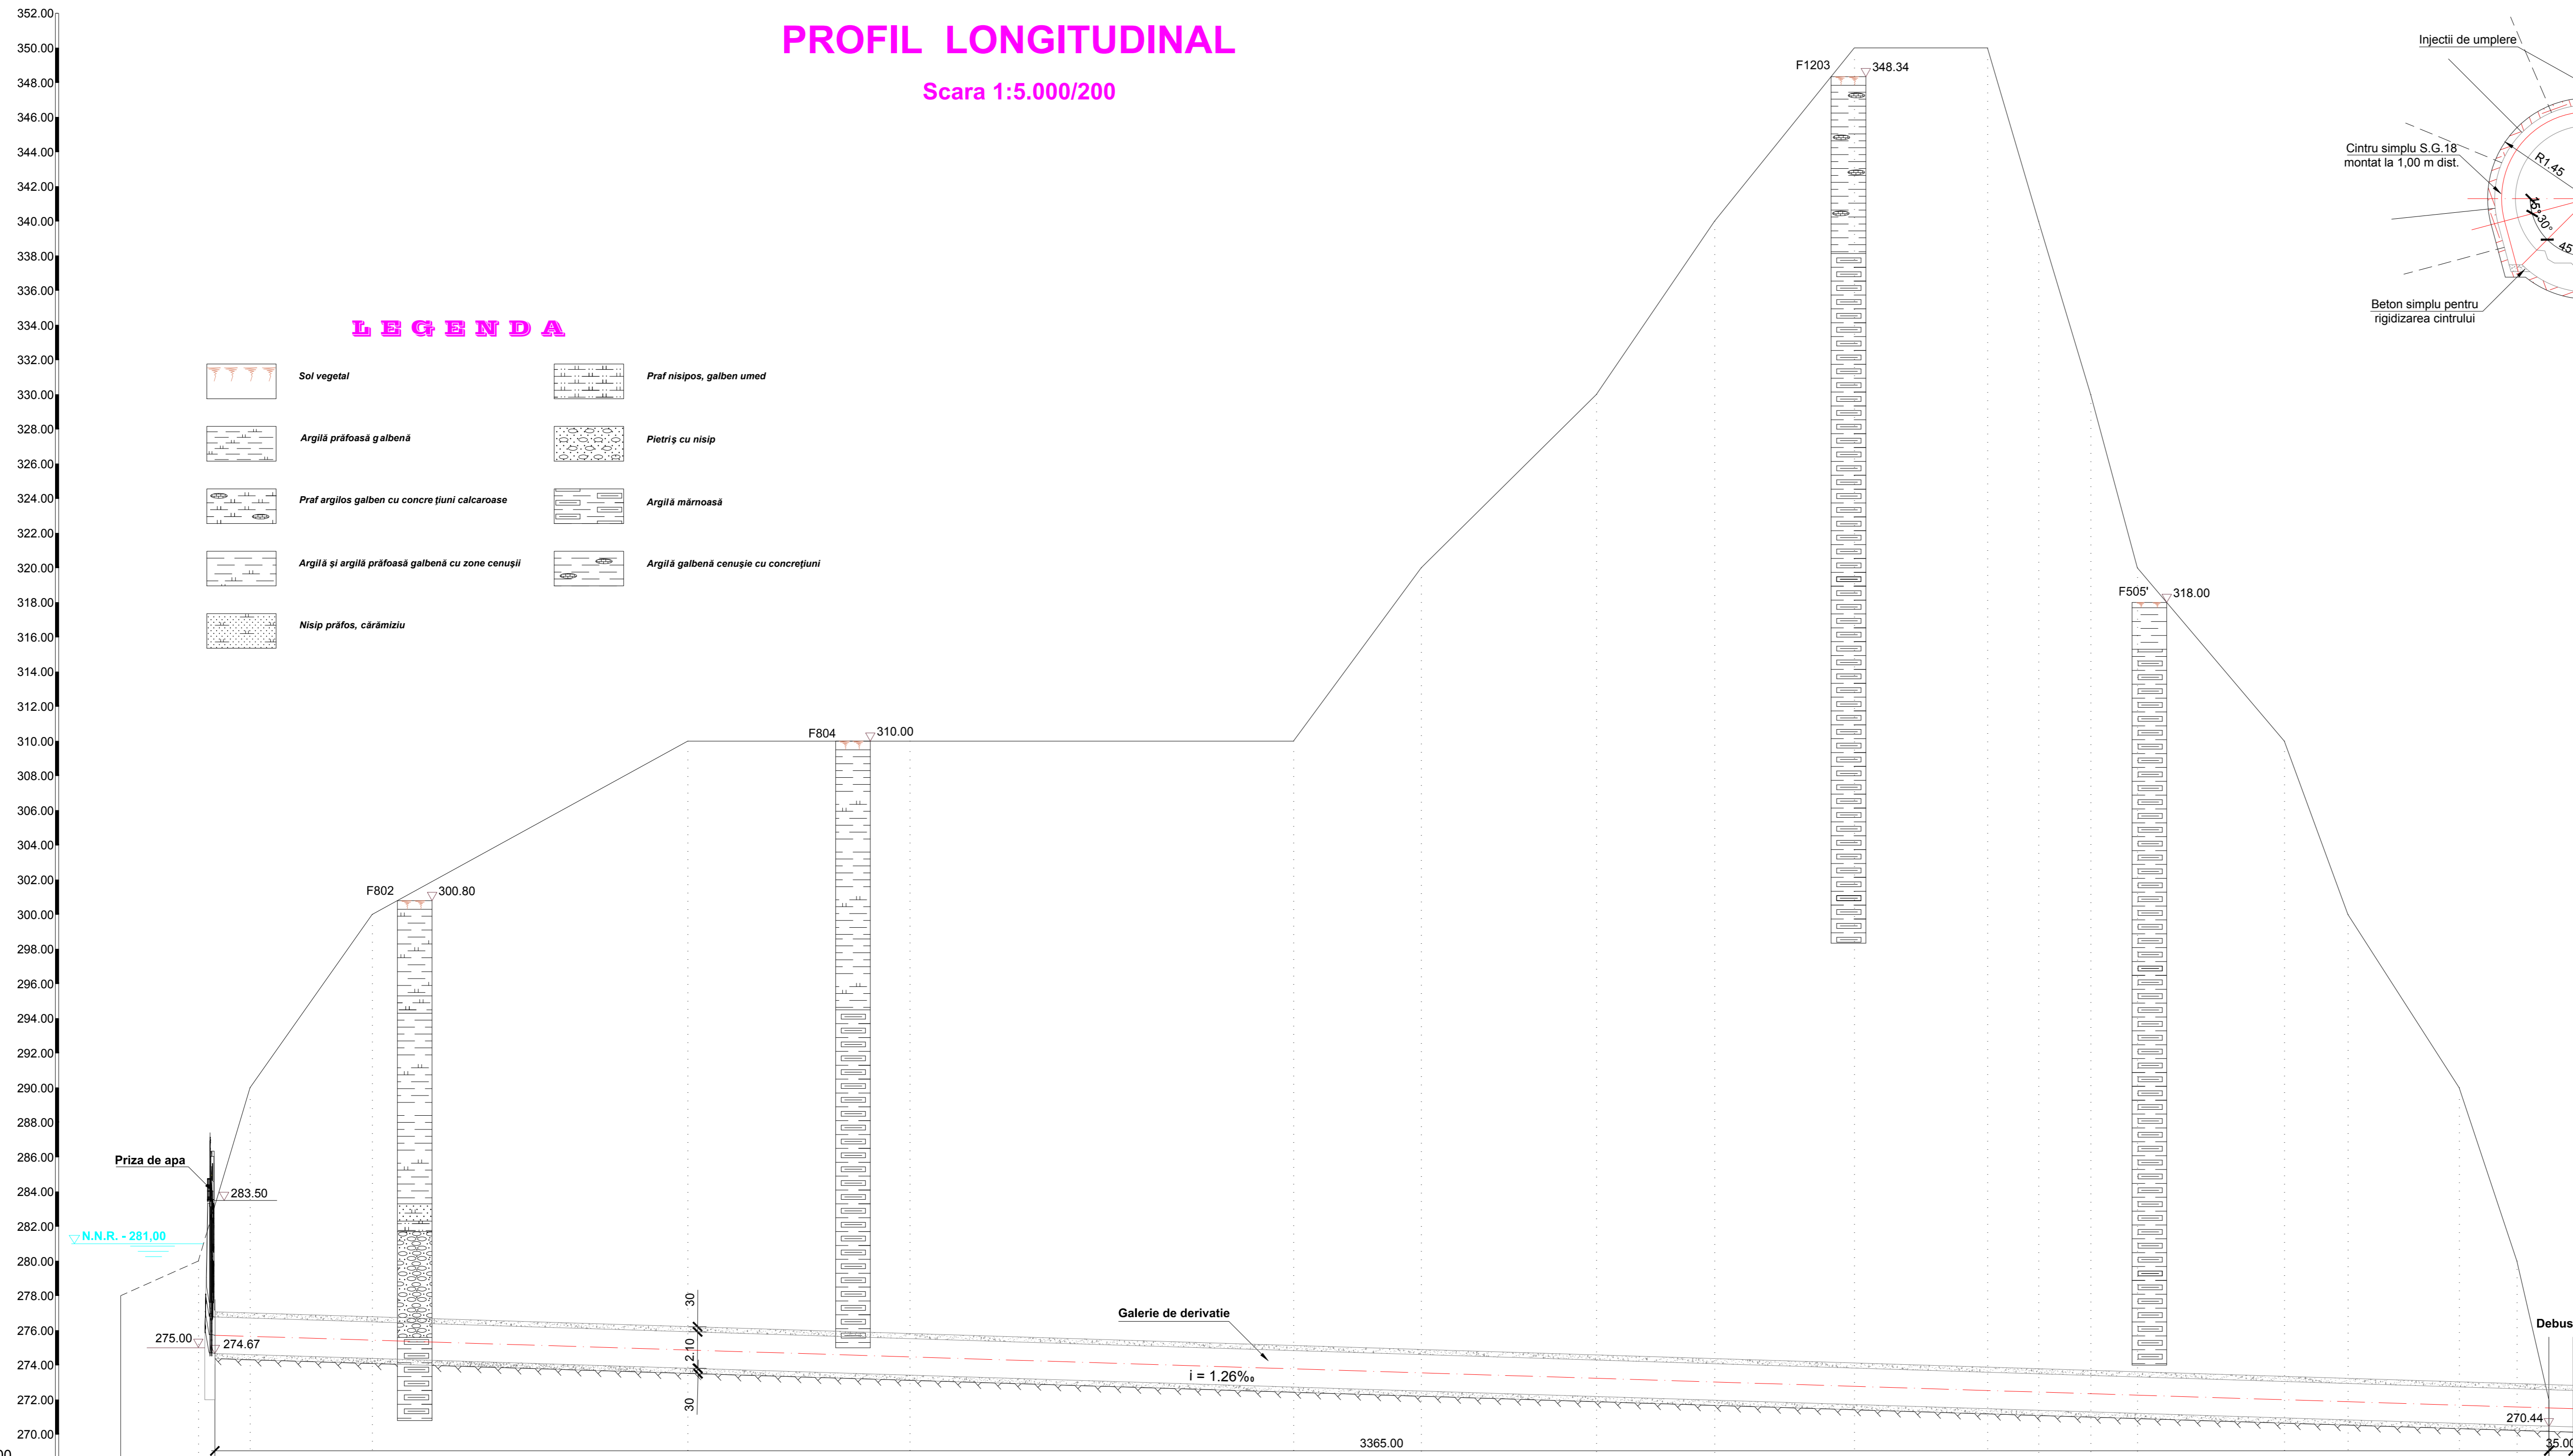 PROFIL LONGITUDINAL
Scara 1:5.000/200
352.00
350.00
348.00
346.00
344.00
342.00
340.00
338.00
336.00
334.00
332.00
330.00
328.00
326.00
324.00
322.00
320.00
318.00
316.00
314.00
312.00
310.00
308.00
306.00
304.00
302.00
300.00
298.00
296.00
294.00
292.00
290.00
288.00
286.00
284.00
282.00
280.00
278.00
276.00
274.00
272.00
270.00
LEGENDA
Sol vegetal
Argilă prăfoasă galbenă
Praf argilos galben cu concreţiuni calcaroase
Argilă și argilă prăfoasă galbenă cu zone cenuşii
Nisip prăfos, cărămiziu
Praf nisipos, galben umed
Pietriş cu nisip
Argilă mărnoasă
Argilă galbenă cenuşie cu concreţiuni
F1203
348.34
F505'
318.00
F804
310.00
F802
300.80
Injectii de umplere
Cintru simplu S.G.18
montat la 1,00 m dist.
R1.45
15°
30°
45
Beton simplu pentru
rigidizarea cintrului
Priza de apa
283.50
N.N.R. - 281,00
275.00
274.67
30
2.10
30
Galerie de derivatie
i = 1.26‰
Debus
270.44
3365.00
35.00